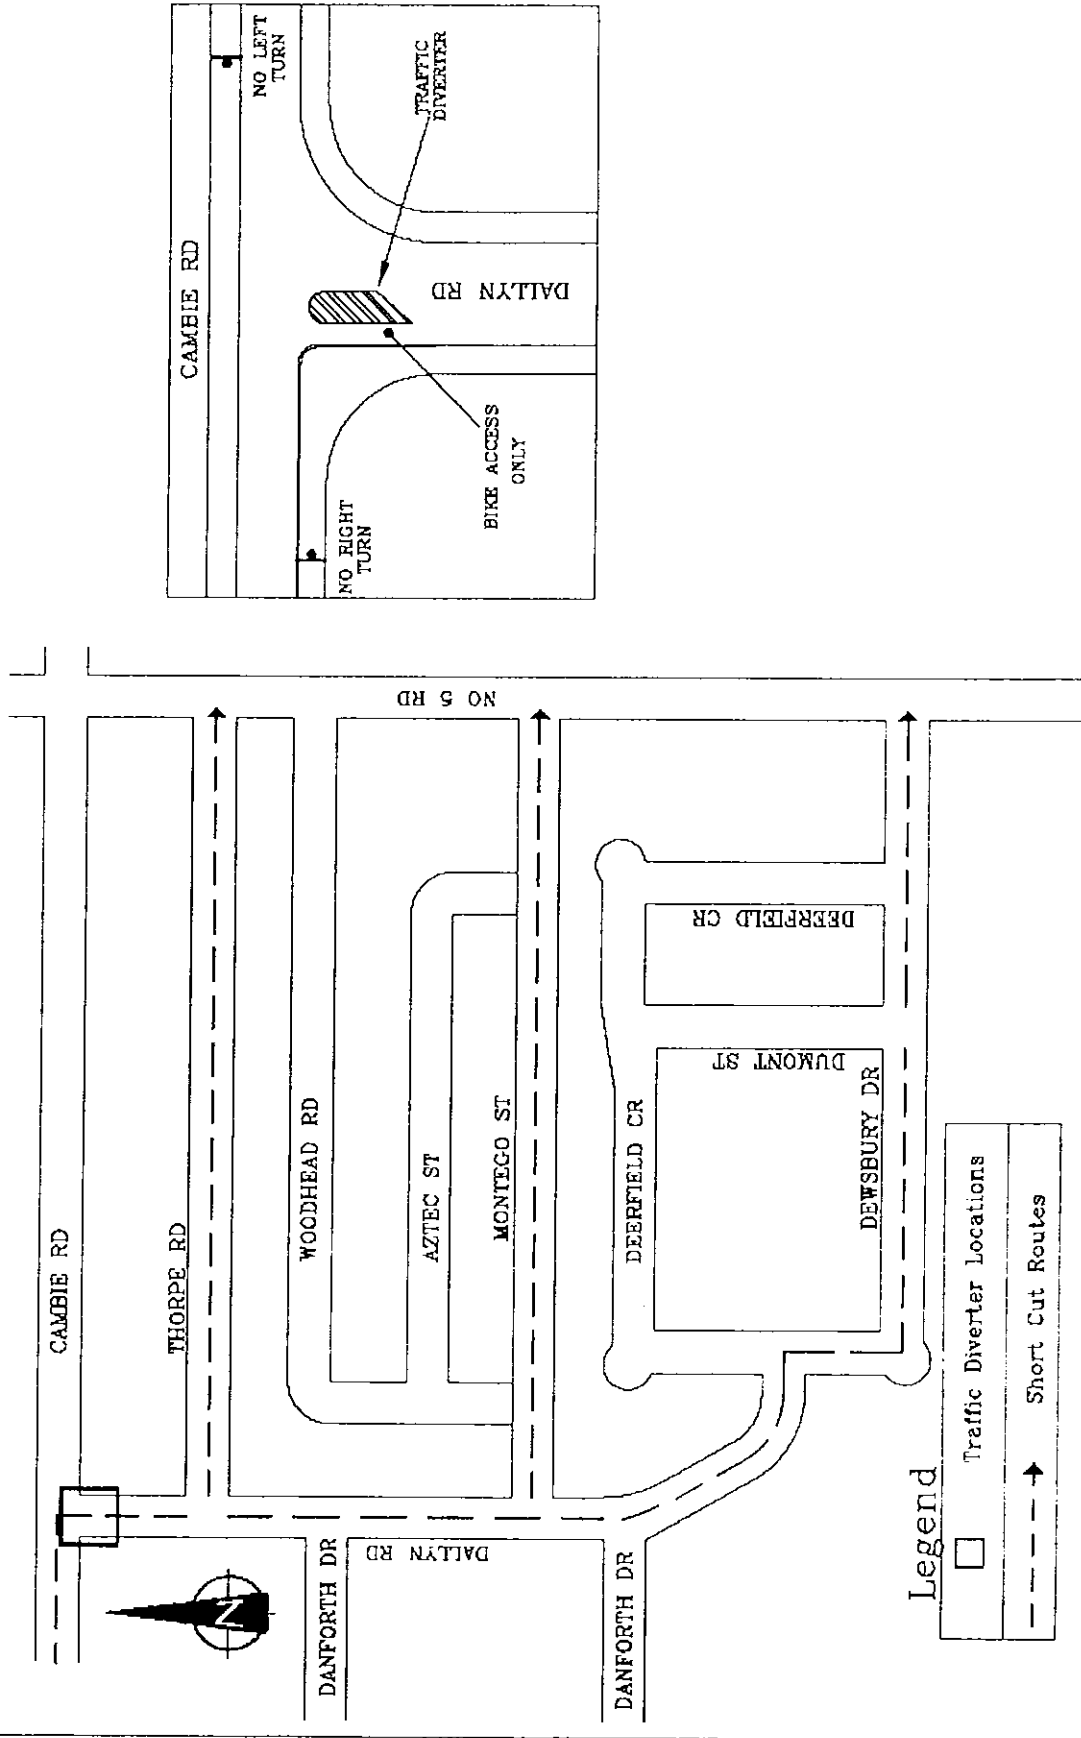 CAMBIE RD
THORPE RD
WOODHEAD RD
AZTEC ST
MONTEGO ST
DEERFIELD CR
DEWSBURY DR
DUMONT ST
DEERFIELD CR
NO 5 RD
DALLYN RD
DANFORTH DR
DANFORTH DR
N
Legend
Traffic Diverter Locations
Short Cut Routes
CAMBIE RD
NO LEFT
TURN
TRAFFIC
DIVERTER
DALLYN RD
BIKE ACCESS
ONLY
NO RIGHT
TURN